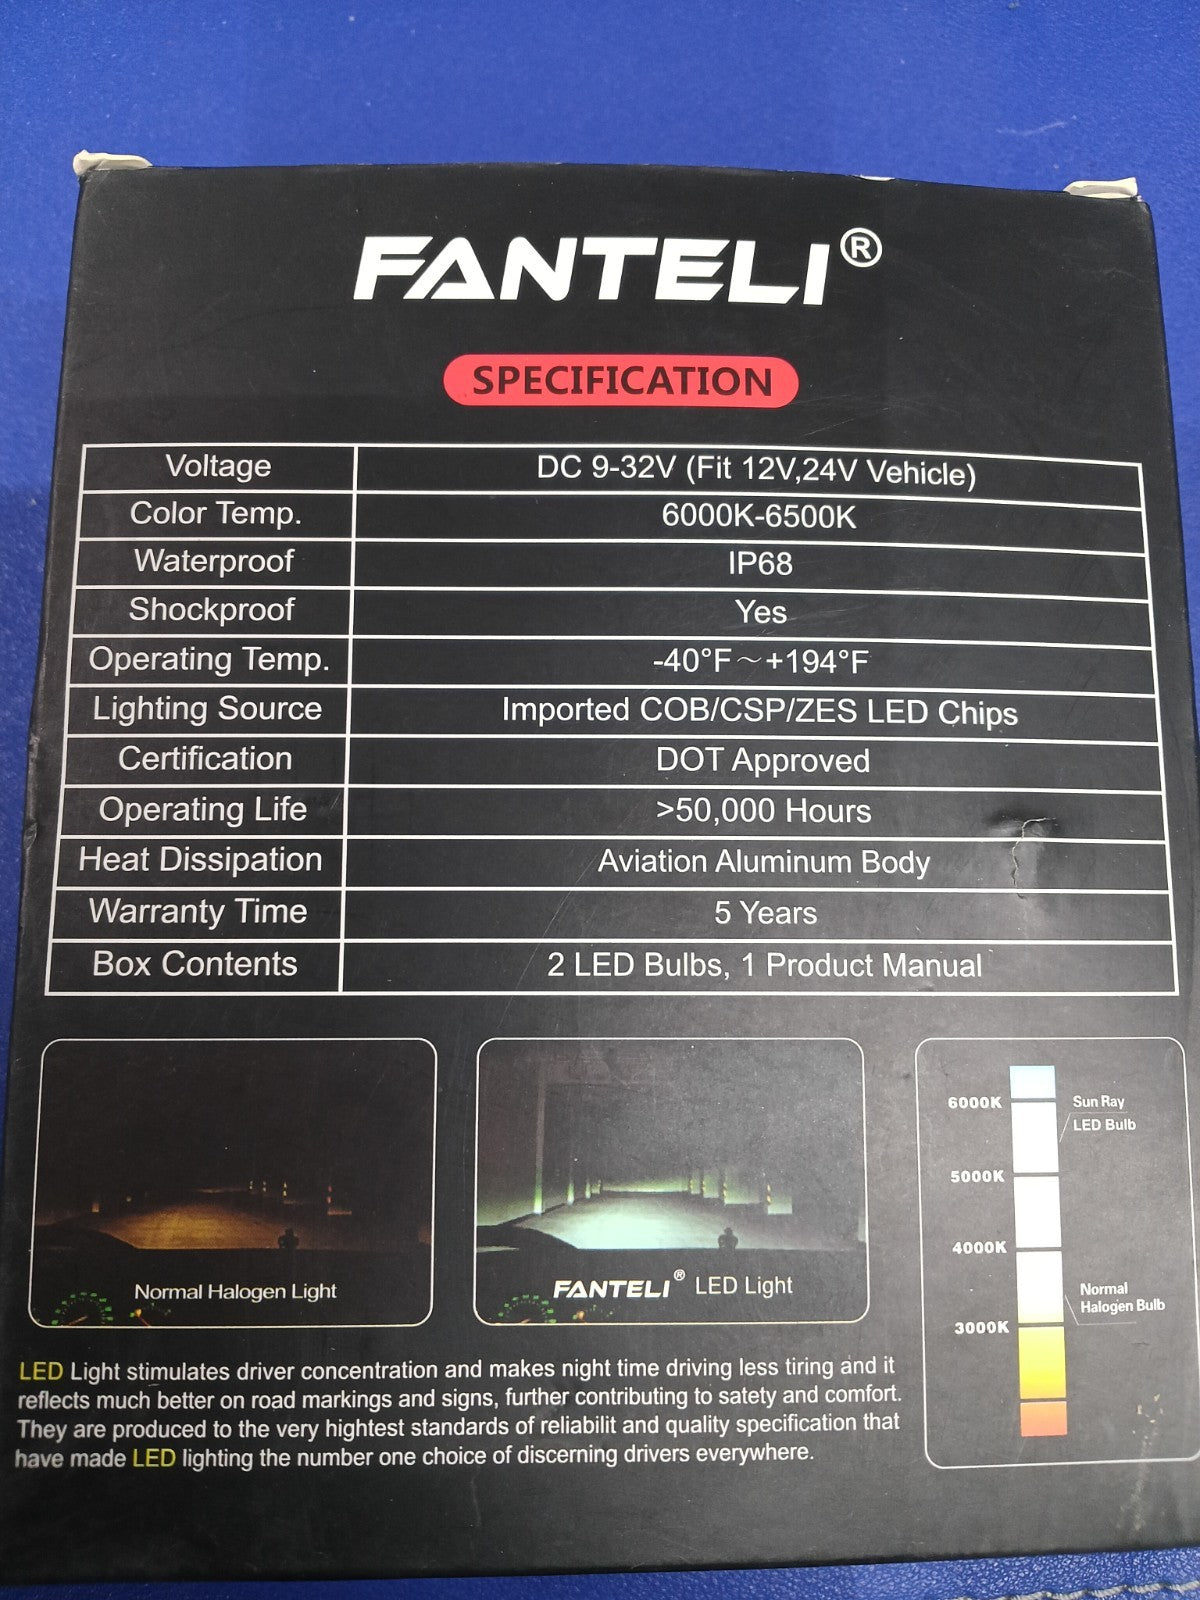 FANTELI®
SPECIFICATION
Voltage DC 9-32V (Fit 12V,24V Vehicle)
Color Temp. 6000K-6500K
Waterproof IP68
Shockproof Yes
Operating Temp. -40°F～+194°F
Lighting Source Imported COB/CSP/ZES LED Chips
Certification DOT Approved
Operating Life >50,000 Hours
Heat Dissipation Aviation Aluminum Body
Warranty Time 5 Years
Box Contents 2 LED Bulbs, 1 Product Manual
Normal Halogen Light
FANTELI® LED Light
6000K
5000K
4000K
3000K
Sun Ray
LED Bulb
Normal
Halogen Bulb
LED Light stimulates driver concentration and makes night time driving less tiring and it
reflects much better on road markings and signs, further contributing to safety and comfort.
They are produced to the very hightest standards of reliabilit and quality specification that
have made LED lighting the number one choice of discerning drivers everywhere.